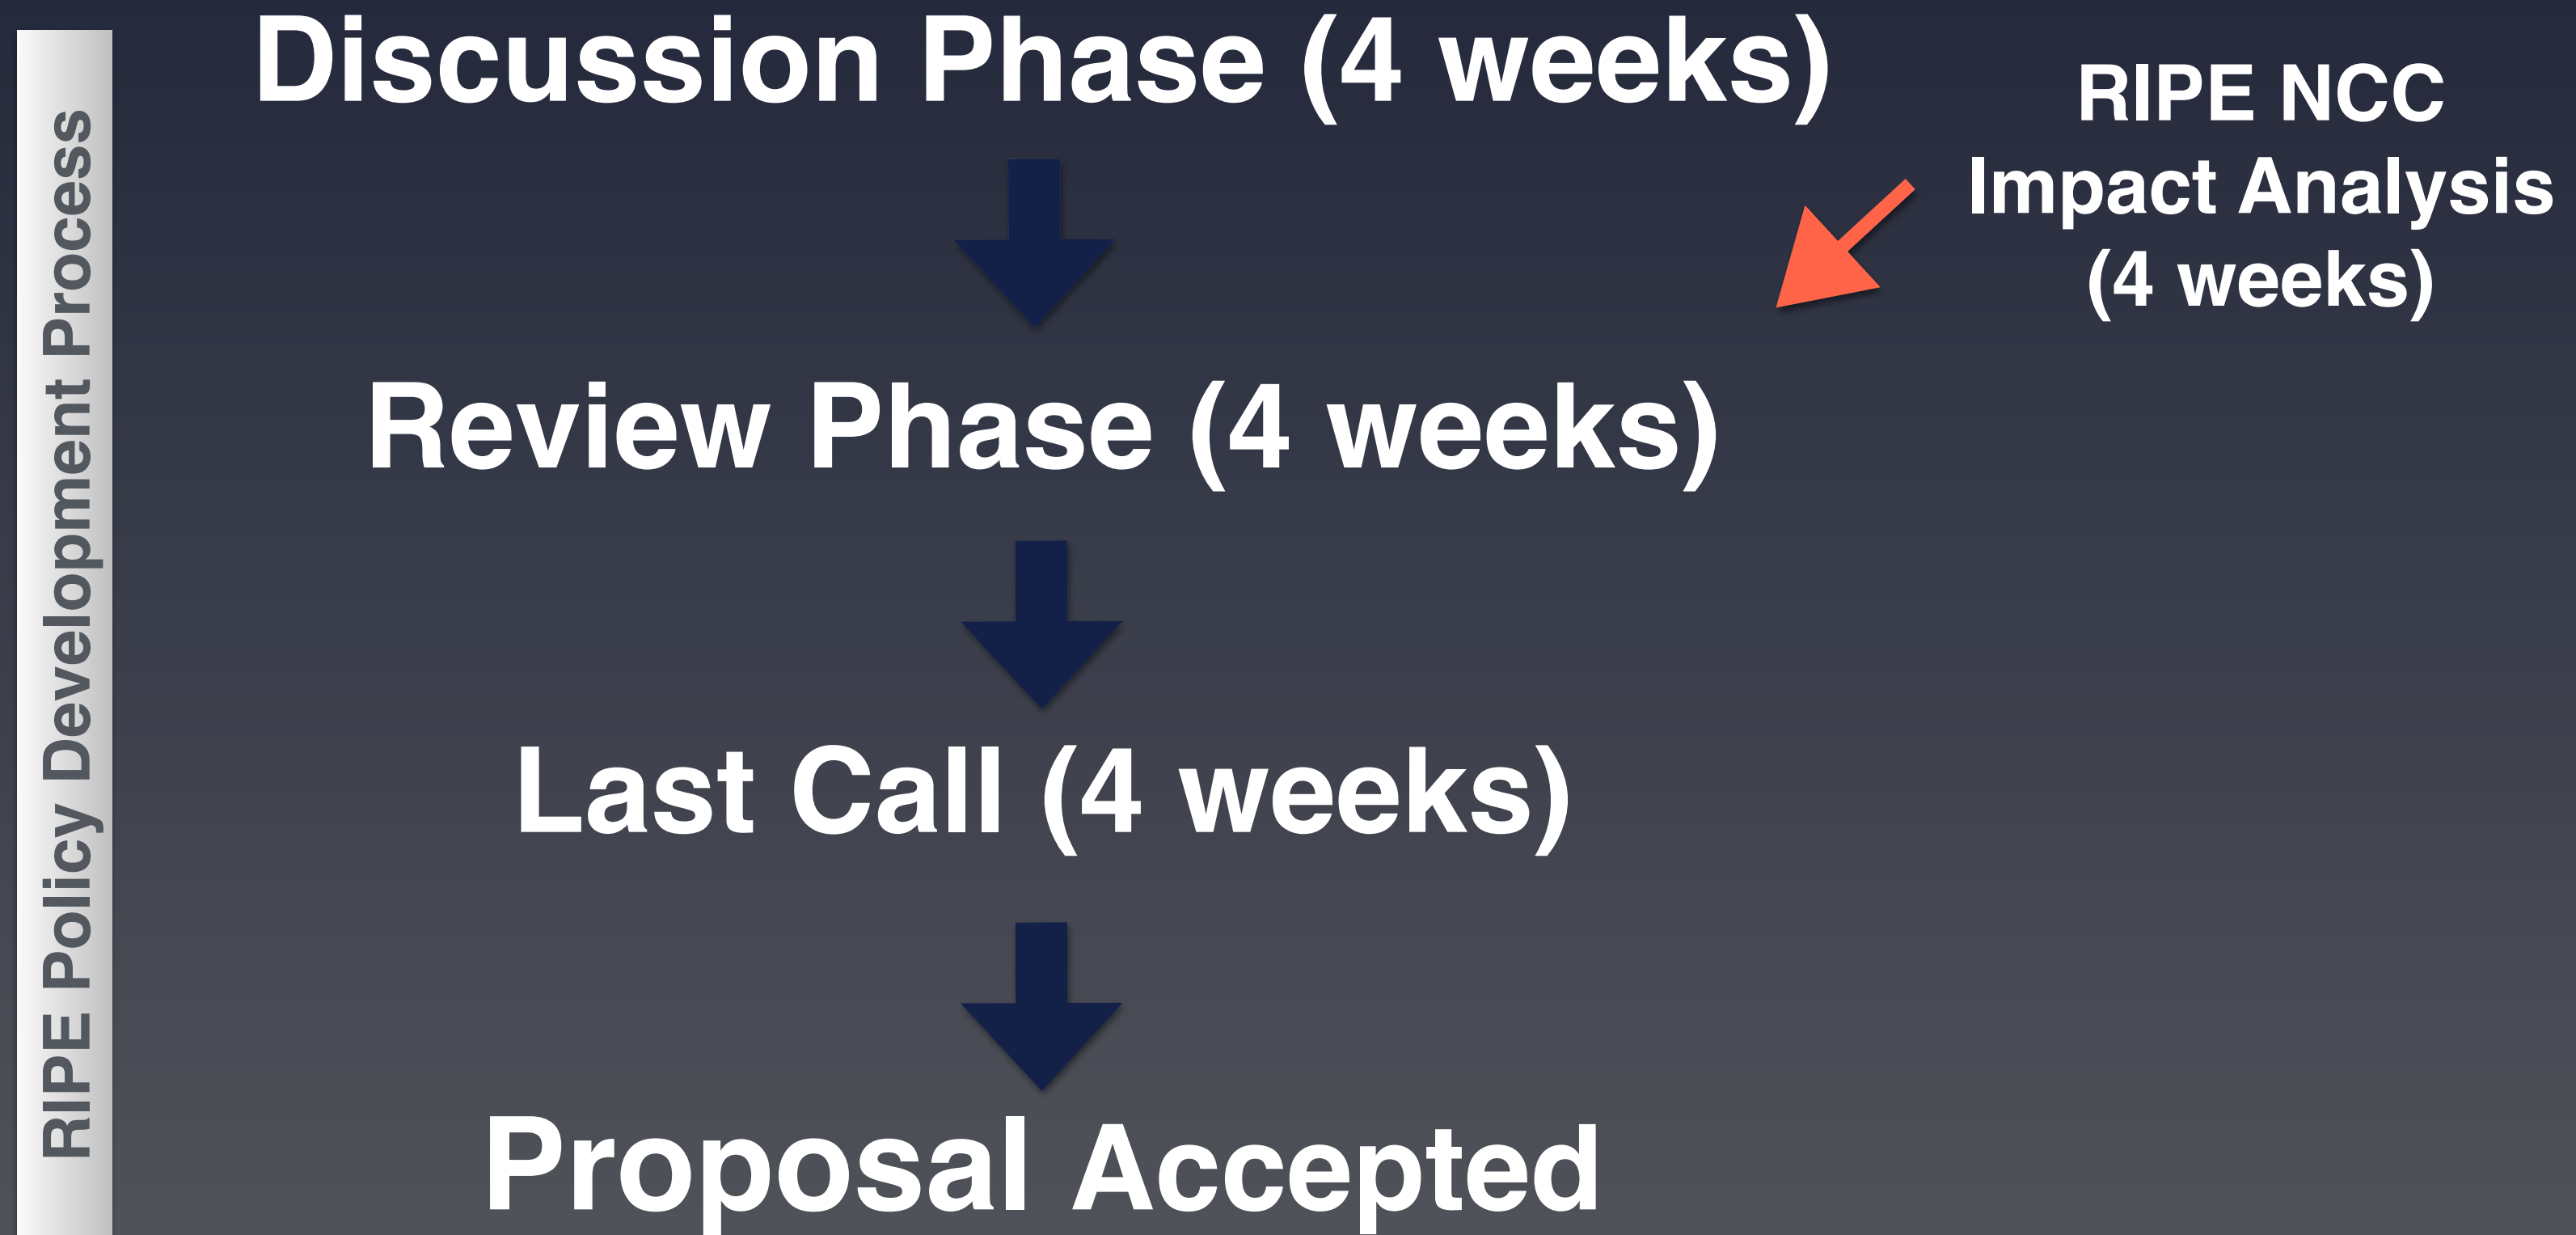 RIPE Policy Development Process
Discussion Phase (4 weeks)
RIPE NCC
Impact Analysis
(4 weeks)
Review Phase (4 weeks)
Last Call (4 weeks)
Proposal Accepted